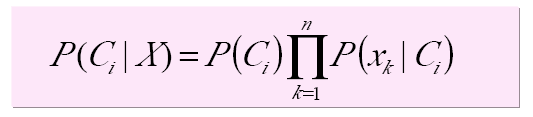 P(C_i | X) = P(C_i) ∏_{k=1}^{n} P(x_k | C_i)